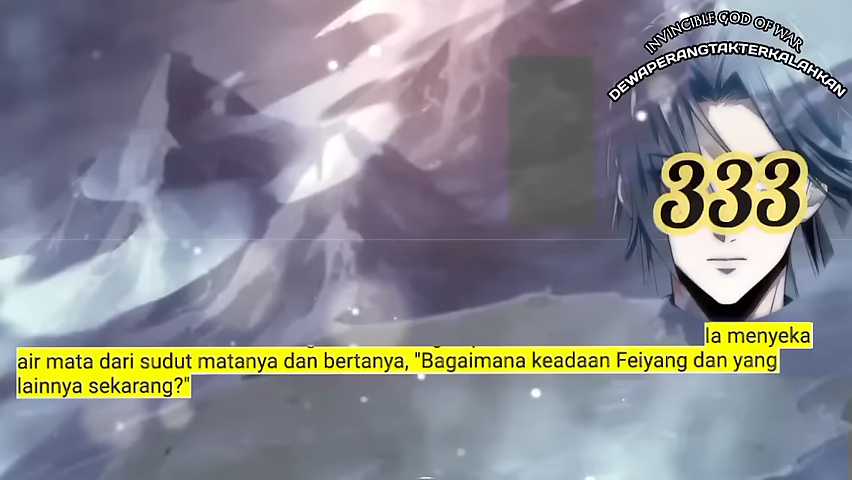 INVINCIBLE GOD OF WAR
DEWAPERANGTAKTERKALAHKAN
333
Ia menyeka
air mata dari sudut matanya dan bertanya, "Bagaimana keadaan Feiyang dan yang
lainnya sekarang?"